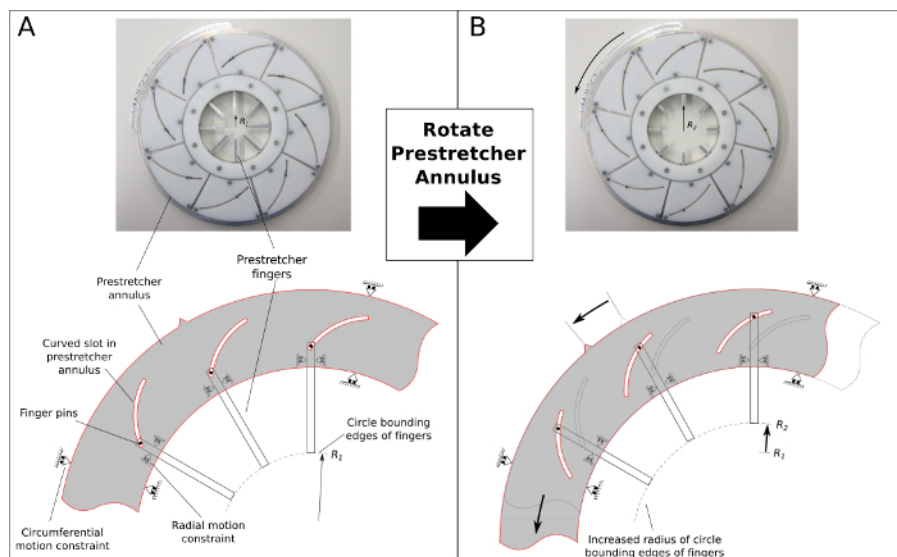 A
B
R₁
R₂
Rotate
Prestretcher
Annulus
Prestretcher
fingers
Prestretcher
annulus
Curved slot in
prestretcher
annulus
Finger pins
Circle bounding
edges of fingers
R₁
Circumferential
motion constraint
Radial motion
constraint
R₂
R₁
Increased radius of circle
bounding edges of fingers